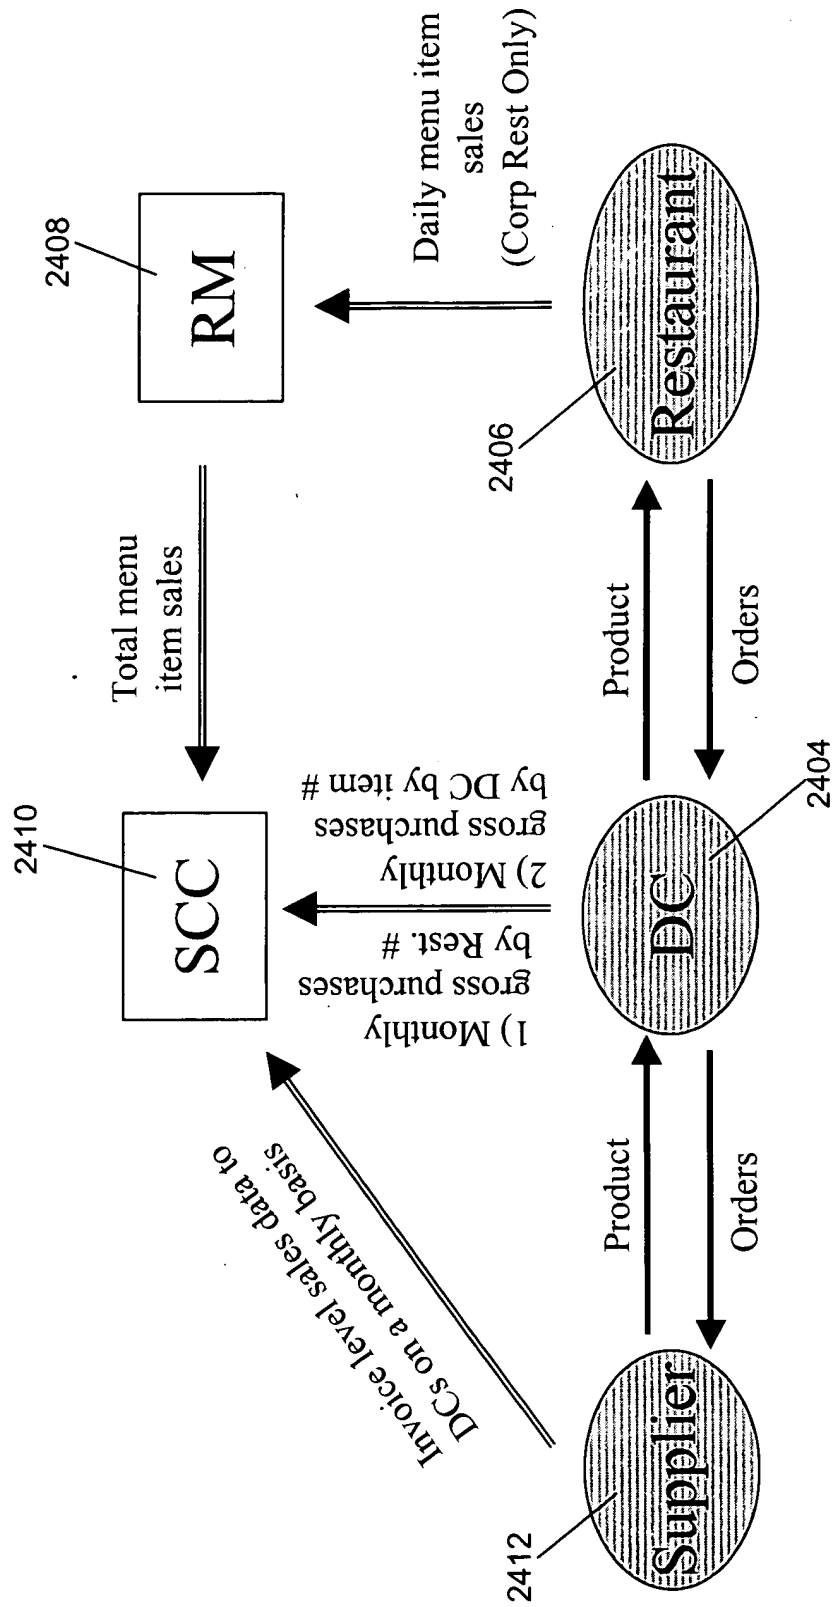 2410
SCC
Total menu
item sales
2408
RM
Invoice level sales data to
DCs on a monthly basis
1) Monthly
gross purchases
by Rest. #
2) Monthly
gross purchases
by DC by item #
Daily menu item
sales
(Corp Rest Only)
2412
Supplier
Product
Orders
DC
2404
Product
Orders
2406
Restaurant